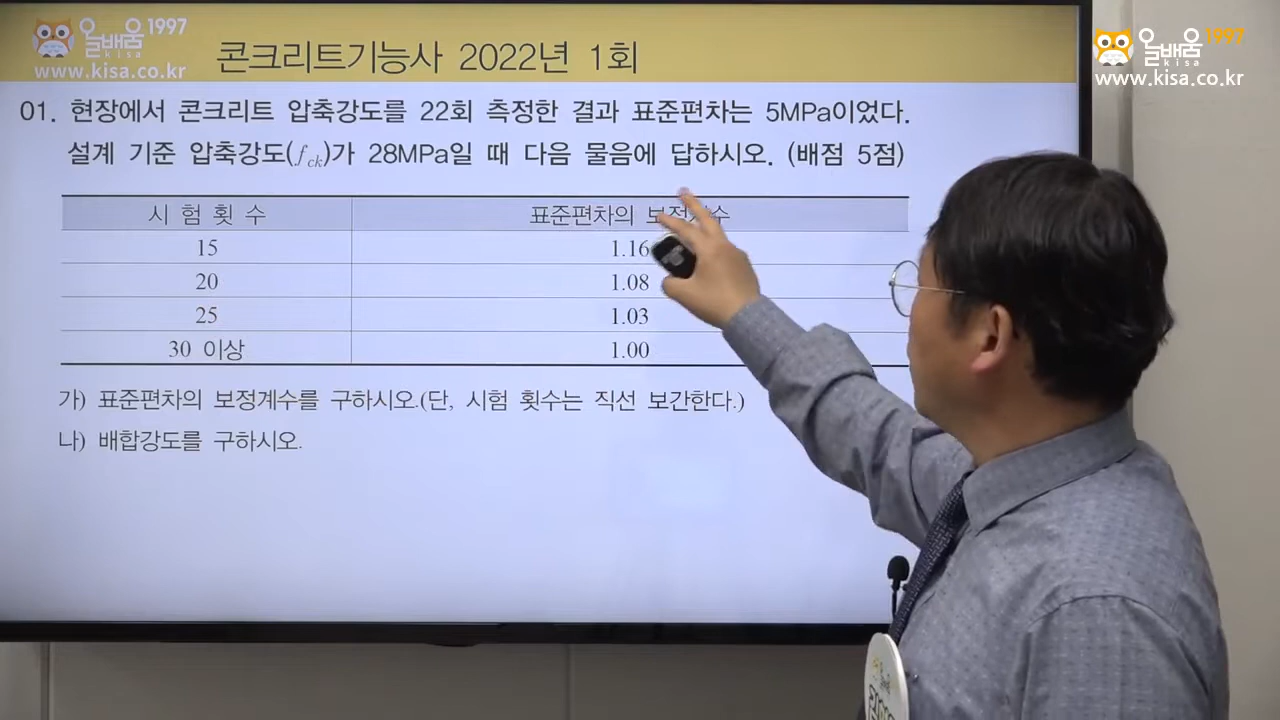 올배움 1997
kisa
www.kisa.co.kr
콘크리트기능사 2022년 1회
올배움 1997
kisa
www.kisa.co.kr
01. 현장에서 콘크리트 압축강도를 22회 측정한 결과 표준편차는 5MPa이었다.
설계 기준 압축강도(fck)가 28MPa일 때 다음 물음에 답하시오. (배점 5점)
시 험 횟 수 표준편차의
15 1.16
20 1.08
25 1.03
30 이상 1.00
가) 표준편차의 보정계수를 구하시오.(단, 시험 횟수는 직선 보간한다.)
나) 배합강도를 구하시오.